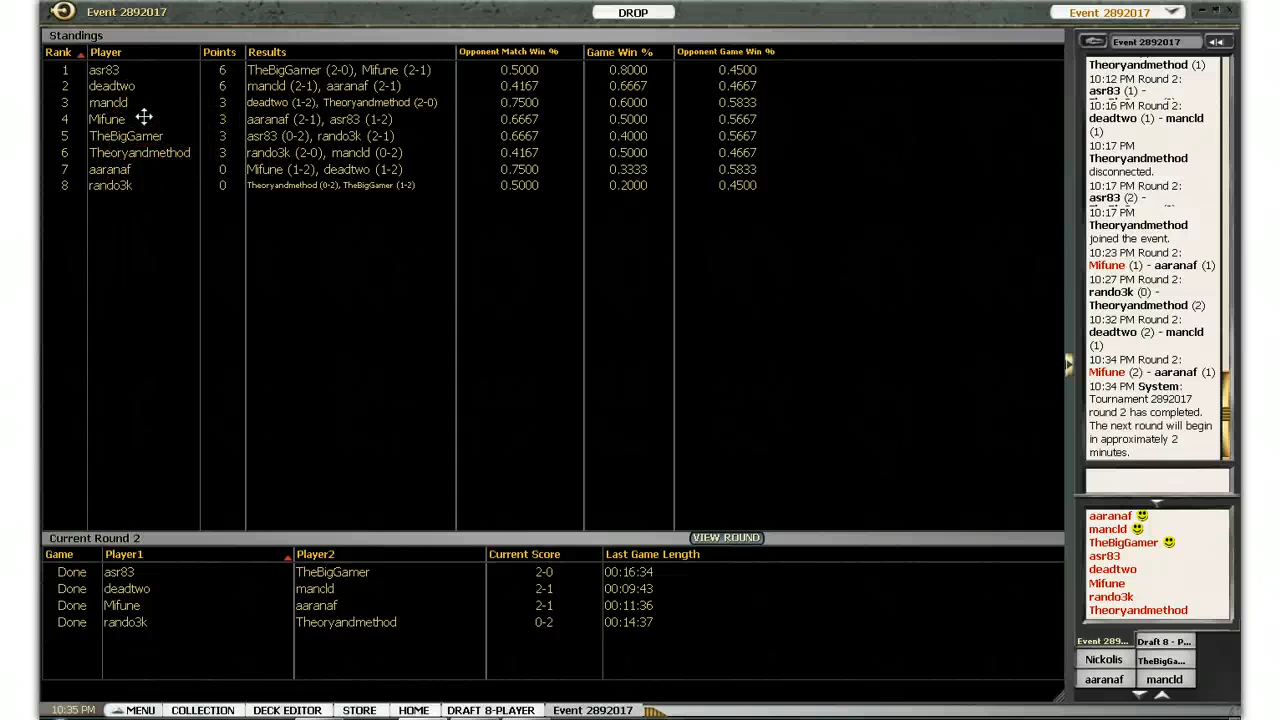 Event 2892017
DROP
Event 2892017
Standings
Rank Player Points Results Opponent Match Win % Game Win % Opponent Game Win %
1 asr83 6 TheBigGamer (2-0), Mifune (2-1) 0.5000 0.8000 0.4500
2 deadtwo 6 mancld (2-1), aaranaf (2-1) 0.4167 0.6667 0.4667
3 mancld 3 deadtwo (1-2), Theoryandmethod (2-0) 0.7500 0.6000 0.5833
4 Mifune 3 aaranaf (2-1), asr83 (1-2) 0.6667 0.5000 0.5667
5 TheBigGamer 3 asr83 (0-2), rando3k (2-1) 0.6667 0.4000 0.5667
6 Theoryandmethod 3 rando3k (2-0), mancld (0-2) 0.4167 0.5000 0.4667
7 aaranaf 0 Mifune (1-2), deadtwo (1-2) 0.7500 0.3333 0.5833
8 rando3k 0 Theoryandmethod (0-2), TheBigGamer (1-2) 0.5000 0.2000 0.4500
Current Round 2
VIEW ROUND
Game Player1 Player2 Current Score Last Game Length
Done asr83 TheBigGamer 2-0 00:16:34
Done deadtwo mancld 2-1 00:09:43
Done Mifune aaranaf 2-1 00:11:36
Done rando3k Theoryandmethod 0-2 00:14:37
Event 2892017
Theoryandmethod (1)
10:12 PM Round 2:
asr83 (1) -
10:16 PM Round 2:
deadtwo (1) - mancld
(1)
10:17 PM
Theoryandmethod
disconnected.
10:17 PM Round 2:
asr83 (2) -
10:17 PM
Theoryandmethod
joined the event.
10:23 PM Round 2:
Mifune (1) - aaranaf (1)
10:27 PM Round 2:
rando3k (0) -
Theoryandmethod (2)
10:32 PM Round 2:
deadtwo (2) - mancld
(1)
10:34 PM Round 2:
Mifune (2) - aaranaf (1)
10:34 PM System:
Tournament 2892017
round 2 has completed.
The next round will begin
in approximately 2
minutes.
aaranaf
mancld
TheBigGamer
asr83
deadtwo
Mifune
rando3k
Theoryandmethod
Event 289... Draft 8 - P...
Nickolis TheBigGa...
aaranaf mancld
10:35 PM MENU COLLECTION DECK EDITOR STORE HOME DRAFT 8-PLAYER Event 2892017